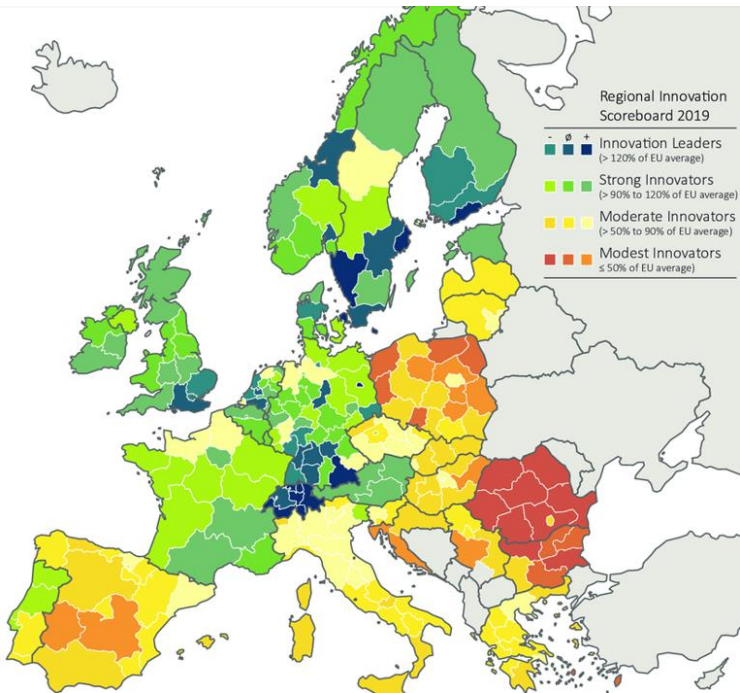 Regional Innovation
Scoreboard 2019
- ø +
Innovation Leaders
(> 120% of EU average)
Strong Innovators
(> 90% to 120% of EU average)
Moderate Innovators
(> 50% to 90% of EU average)
Modest Innovators
≤ 50% of EU average)